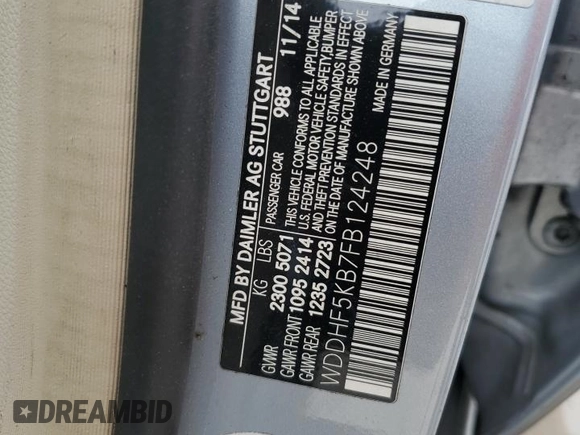 MFD BY DAIMLER AG STUTTGART
988 11/14
KG LBS PASSENGER CAR
GVWR 2300 5071
GAWR FRONT 1095 2414
GAWR REAR 1235 2723
THIS VEHICLE CONFORMS TO ALL APPLICABLE
U.S. FEDERAL MOTOR VEHICLE SAFETY, BUMPER
AND THEFT PREVENTION STANDARDS IN EFFECT
ON THE DATE OF MANUFACTURE SHOWN ABOVE
WDDHF5KB7FB124248
MADE IN GERMANY
DREAMBID